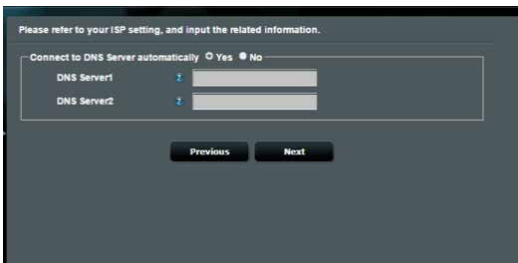 Please refer to your ISP setting, and input the related information.
Connect to DNS Server automatically Yes No
DNS Server1
DNS Server2
Previous Next